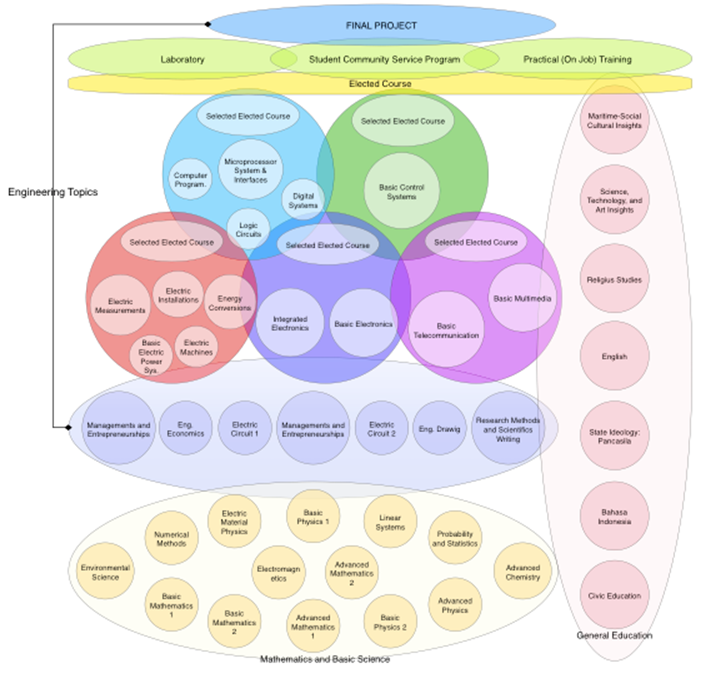 FINAL PROJECT
Laboratory
Student Community Service Program
Practical (On Job) Training
Elected Course
Selected Elected Course
Selected Elected Course
Computer
Program.
Microprocessor
System &
Interfaces
Digital
Systems
Logic
Circuits
Basic Control
Systems
Engineering Topics
Selected Elected Course
Selected Elected Course
Selected Elected Course
Electric
Measurements
Electric
Installations
Energy
Conversions
Basic
Electric
Power
Sys.
Electric
Machines
Integrated
Electronics
Basic Electronics
Basic
Telecommunication
Basic Multimedia
Managements and
Entrepreneurships
Eng.
Economics
Electric
Circuit 1
Managements and
Entrepreneurships
Electric
Circuit 2
Eng. Drawig
Research Methods
and Scientifics
Writing
Environmental
Science
Numerical
Methods
Electric
Material
Physics
Basic
Physics 1
Linear
Systems
Probability
and Statistics
Advanced
Chemistry
Electromagn
etics
Advanced
Mathematics
2
Basic
Mathematics
1
Basic
Mathematics
2
Advanced
Mathematics
1
Basic
Physics 2
Advanced
Physics
Mathematics and Basic Science
Maritime-Social
Cultural Insights
Science,
Technology, and
Art Insights
Religius Studies
English
State Ideology:
Pancasila
Bahasa
Indonesia
Civic Education
General Education